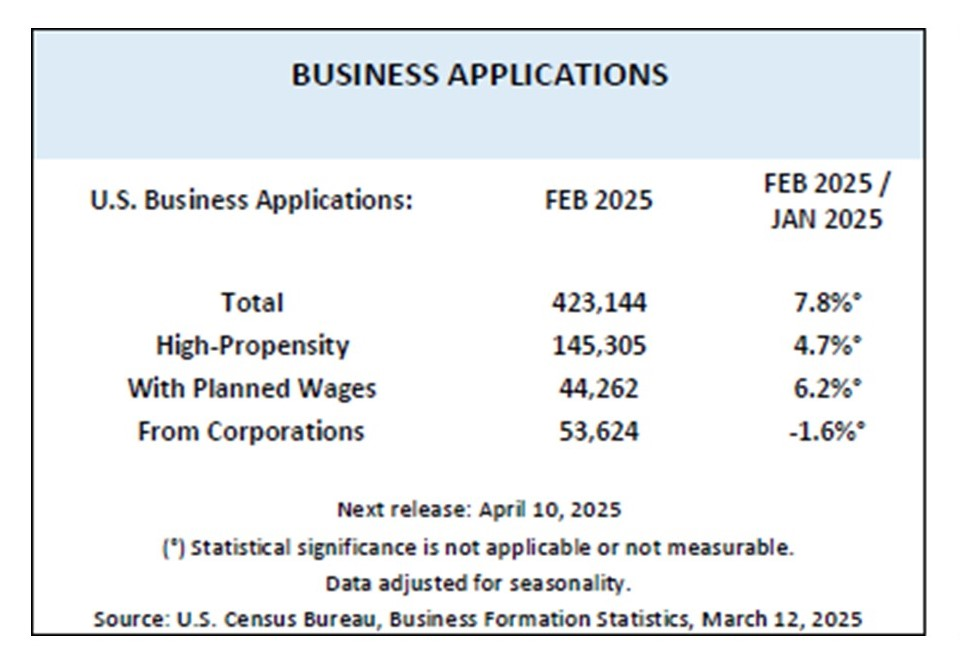 BUSINESS APPLICATIONS
U.S. Business Applications: FEB 2025 FEB 2025 / JAN 2025
Total 423,144 7.8%°
High-Propensity 145,305 4.7%°
With Planned Wages 44,262 6.2%°
From Corporations 53,624 -1.6%°
Next release: April 10, 2025
(°) Statistical significance is not applicable or not measurable.
Data adjusted for seasonality.
Source: U.S. Census Bureau, Business Formation Statistics, March 12, 2025